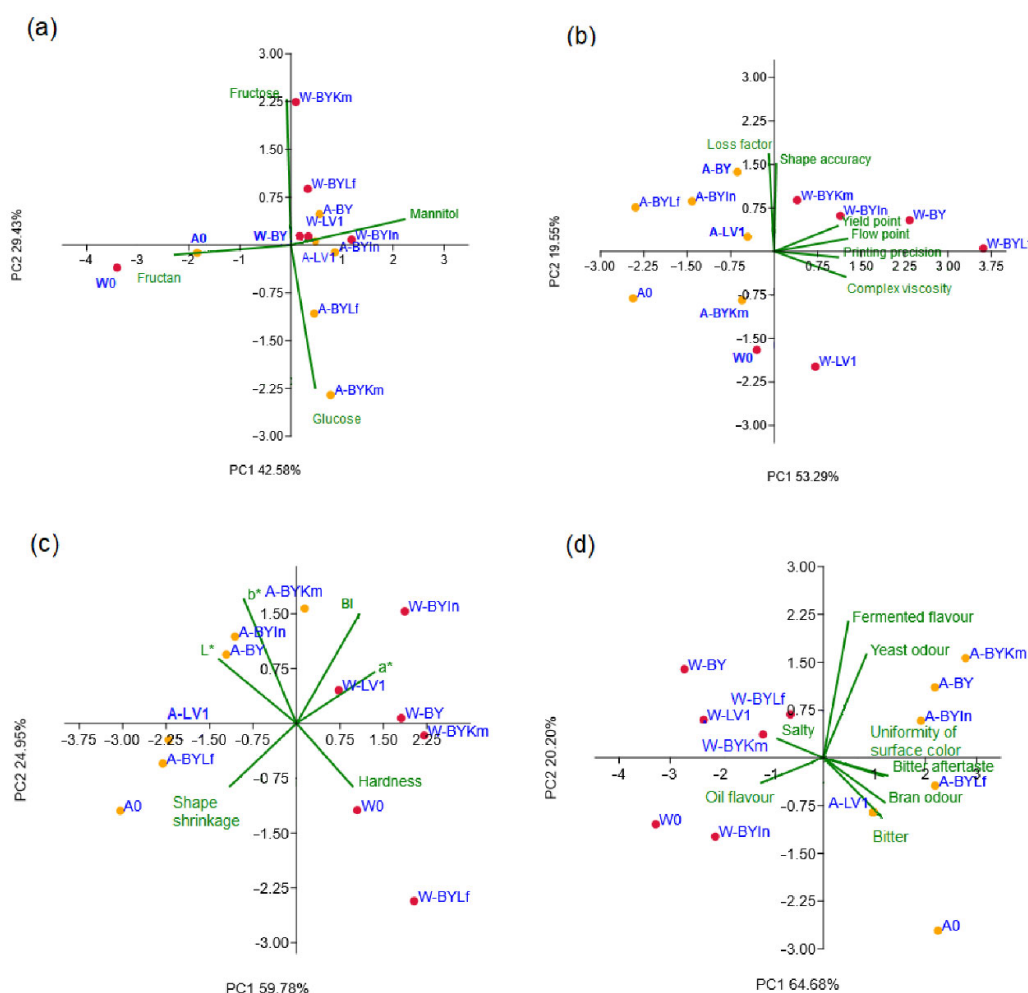 (a)
3.00
Fructose
2.25
W-BYKm
1.50
W-BYLf
0.75
A-BY
W-LV1
Mannitol
W-BY
W-BYIn
A0
A-BYIn
A-LV1
-4
-2
2
3
W0
Fructan
-0.75
A-BYLf
-1.50
-2.25
A-BYKm
Glucose
-3.00
PC2 29.43%
PC1 42.58%
(b)
3.00
2.25
Loss factor
1.50
Shape accuracy
A-BY
A-BYIn
A-BYLf
0.75
W-BYKm
W-BYIn
W-BY
Yield point
A-LV1
Flow point
W-BYL
Printing precision
-3.00
-2.25
-1.50
-0.75
0.75
1.50
2.25
3.00
3.75
Complex viscosity
A0
-0.75
A-BYKm
W0
-1.50
W-LV1
-2.25
-3.00
PC2 19.55%
PC1 53.29%
(c)
b*
A-BYKm
1.50
BI
W-BYIn
A-BYIn
A-BY
L*
0.75
a*
W-LV1
A-LV1
W-BY
W-BYKm
-3.75
-3.00
-2.25
-1.50
-0.75
0.75
1.50
2.25
A-BYLf
-0.75
Hardness
Shape
shrinkage
A0
W0
-1.50
-2.25
W-BYLf
-3.00
PC2 24.95%
PC1 59.78%
(d)
3.00
2.25
Fermented flavour
Yeast odour
1.50
A-BYKm
W-BY
A-BY
W-BYLf
0.75
W-LV1
A-BYIn
Salty
Uniformity of
surface color
W-BYKm
Bitter aftertaste
-4
-3
-2
-1
2
3
A-BYLf
Oil flavour
Bran odour
-0.75
A-LV1
W0
W-BYIn
Bitter
-1.50
-2.25
A0
-3.00
PC2 20.20%
PC1 64.68%